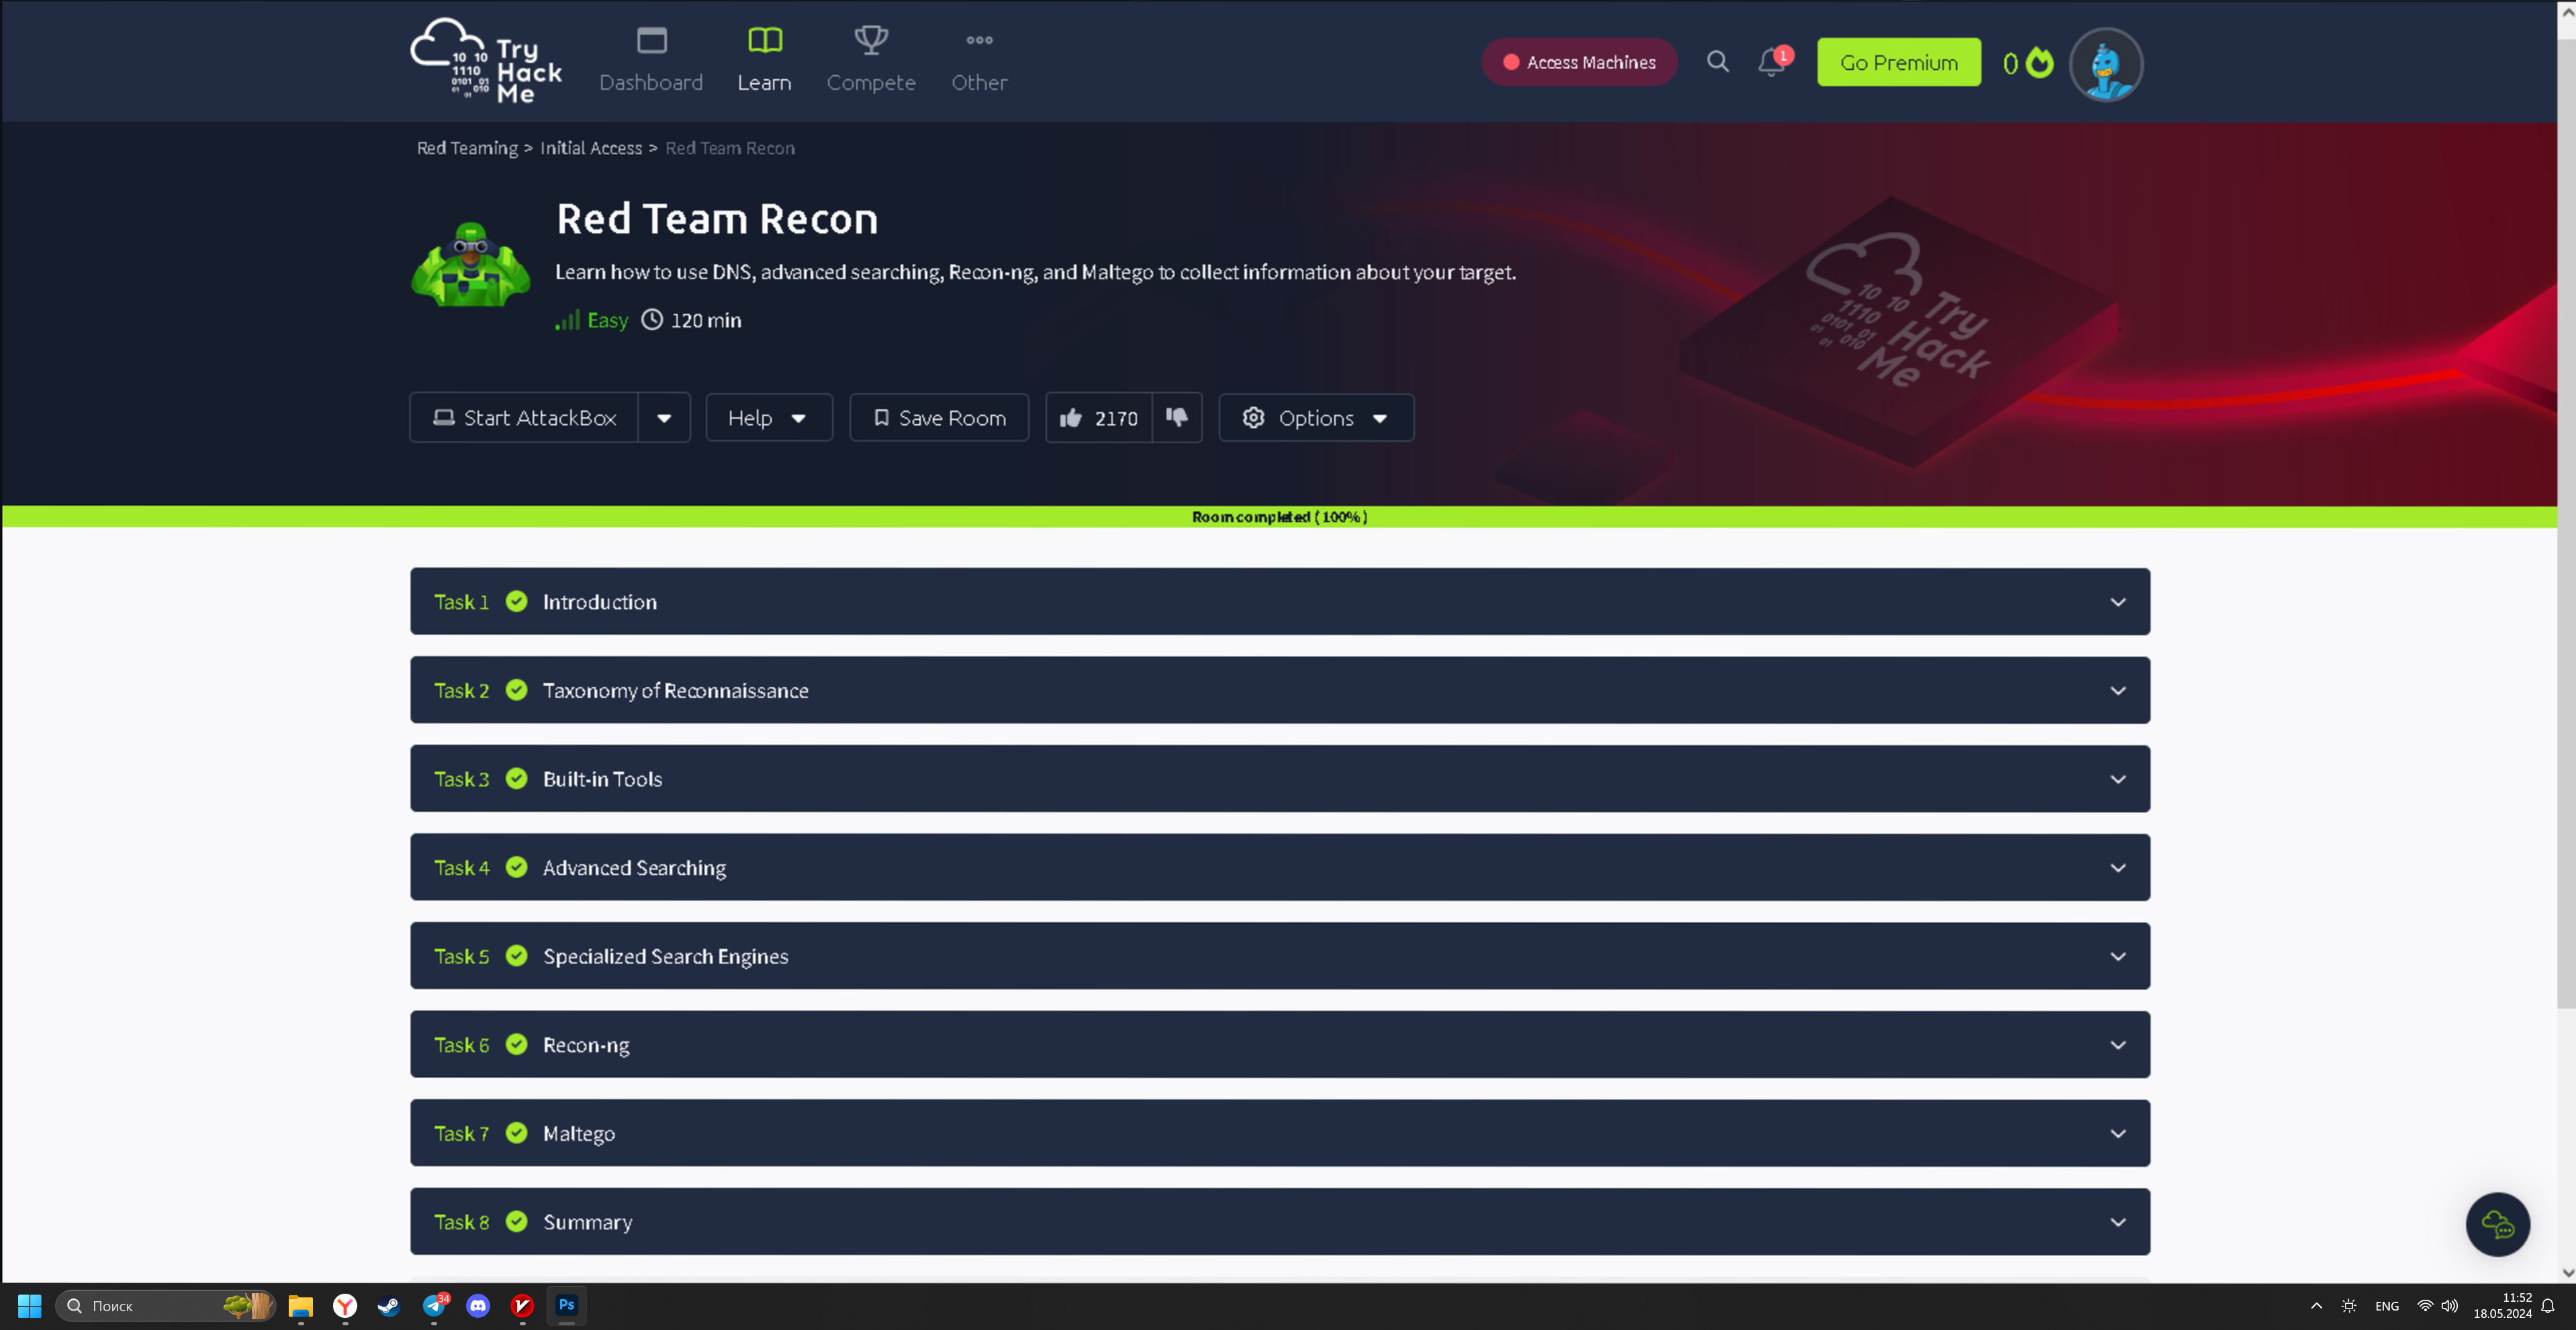 Try Hack Me
Dashboard
Learn
Compete
Other
Access Machines
1
Go Premium
0
Red Teaming > Initial Access > Red Team Recon
Red Team Recon
Learn how to use DNS, advanced searching, Recon-ng, and Maltego to collect information about your target.
Easy 120 min
Start AttackBox
Help
Save Room
2170
Options
10 10
1110
0101 01
01 010
Try
Hack
Me
Room completed (100%)
Task 1 Introduction
Task 2 Taxonomy of Reconnaissance
Task 3 Built-in Tools
Task 4 Advanced Searching
Task 5 Specialized Search Engines
Task 6 Recon-ng
Task 7 Maltego
Task 8 Summary
Поиск
34
Ps
ENG
11:52
18.05.2024